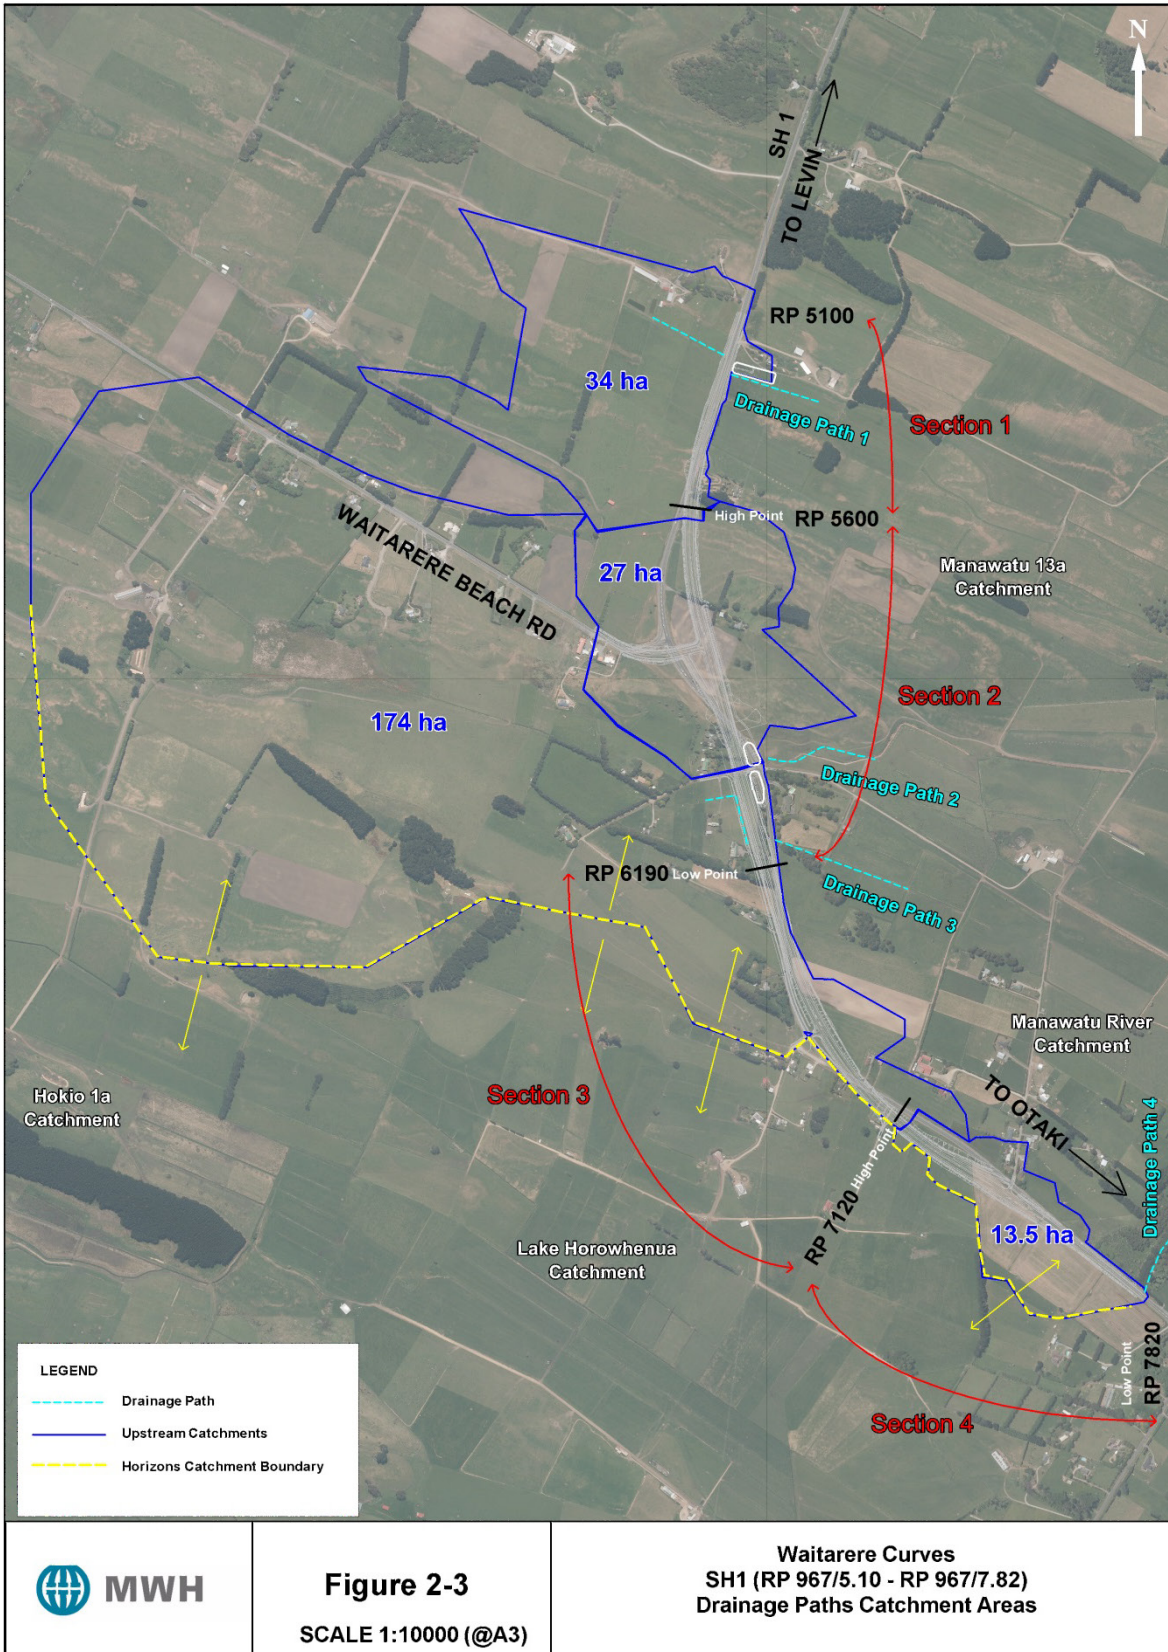 N
SH 1
TO LEVIN
RP 5100
34 ha
Drainage Path 1
Section 1
High Point
RP 5600
WAITARERE BEACH RD
27 ha
Manawatu 13a
Catchment
Section 2
174 ha
Drainage Path 2
RP 6190
Low Point
Drainage Path 3
Manawatu River
Catchment
Hokio 1a
Catchment
Section 3
TO OTAKI
Drainage Path 4
High Point
RP 7120
13.5 ha
Lake Horowhenua
Catchment
Low Point
RP 7820
Section 4
LEGEND
Drainage Path
Upstream Catchments
Horizons Catchment Boundary
MWH
Figure 2-3
SCALE 1:10000 (@A3)
Waitarere Curves
SH1 (RP 967/5.10 - RP 967/7.82)
Drainage Paths Catchment Areas